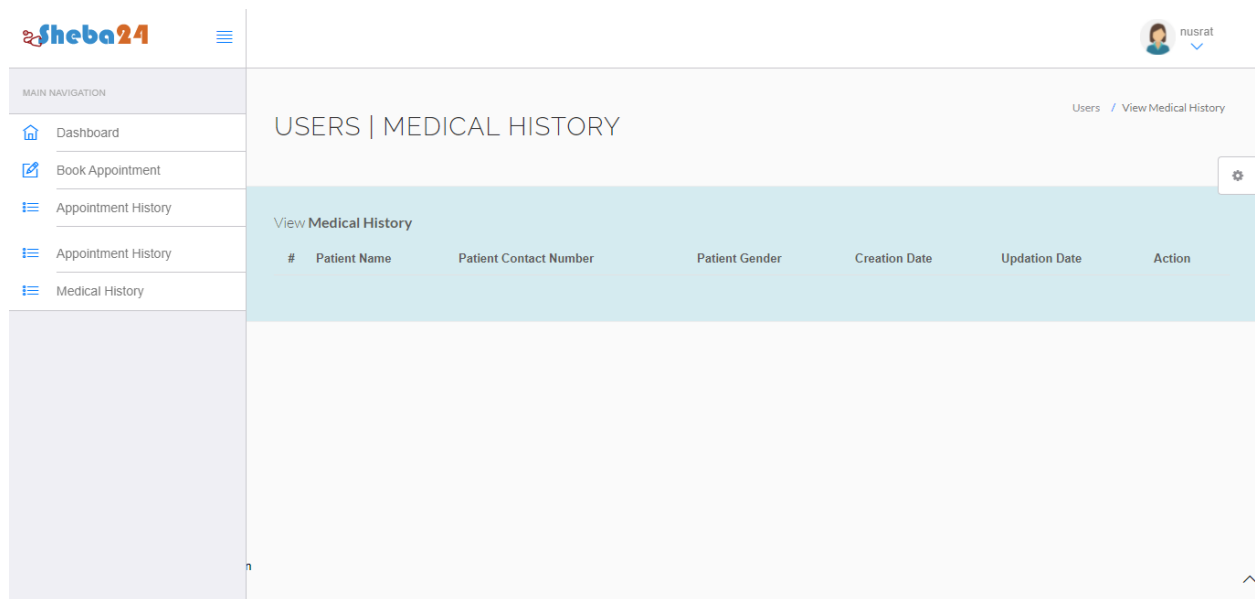 Sheba24
nusrat
MAIN NAVIGATION
Dashboard
Book Appointment
Appointment History
Appointment History
Medical History
USERS | MEDICAL HISTORY
Users / View Medical History
View Medical History
# Patient Name Patient Contact Number Patient Gender Creation Date Updation Date Action
n